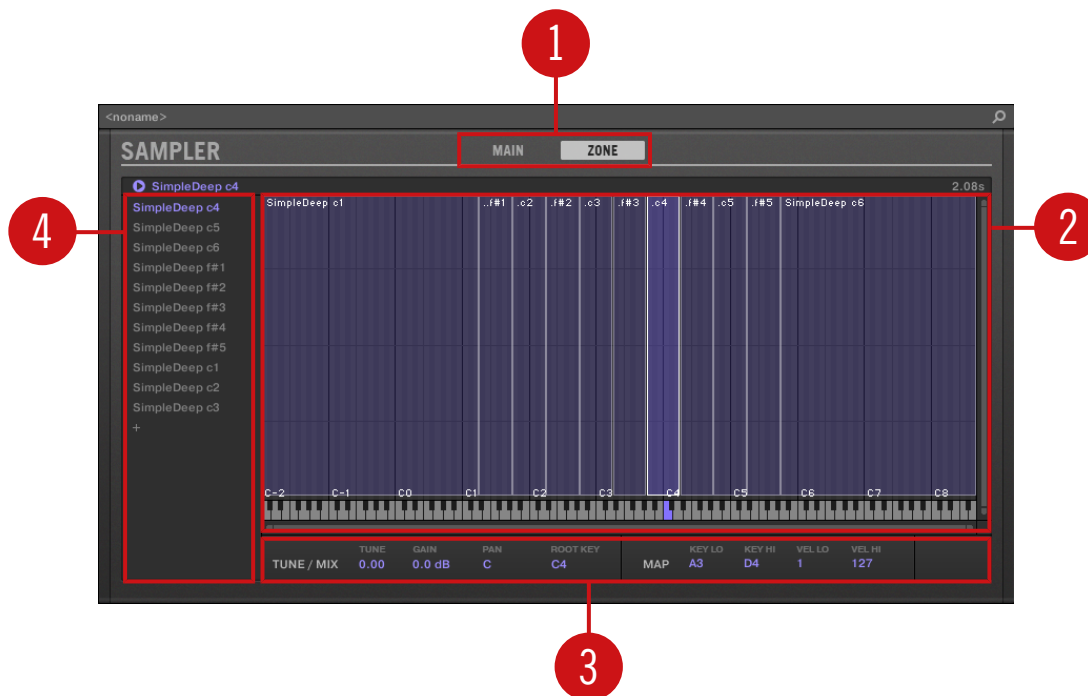 1
<noname>
SAMPLER MAIN ZONE
SimpleDeep c4 2.08s
SimpleDeep c4
SimpleDeep c5
SimpleDeep c6
SimpleDeep f#1
SimpleDeep f#2
SimpleDeep f#3
SimpleDeep f#4
SimpleDeep f#5
SimpleDeep c1
SimpleDeep c2
SimpleDeep c3
+
SimpleDeep c1 ..f#1 .c2 .f#2 .c3 .f#3 .c4 .f#4 .c5 .f#5 SimpleDeep c6
C-2 C-1 C0 C1 C2 C3 C4 C5 C6 C7 C8
TUNE GAIN PAN ROOT KEY KEY LO KEY HI VEL LO VEL HI
TUNE / MIX 0.00 0.0 dB C C4 MAP A3 D4 1 127
4
2
3